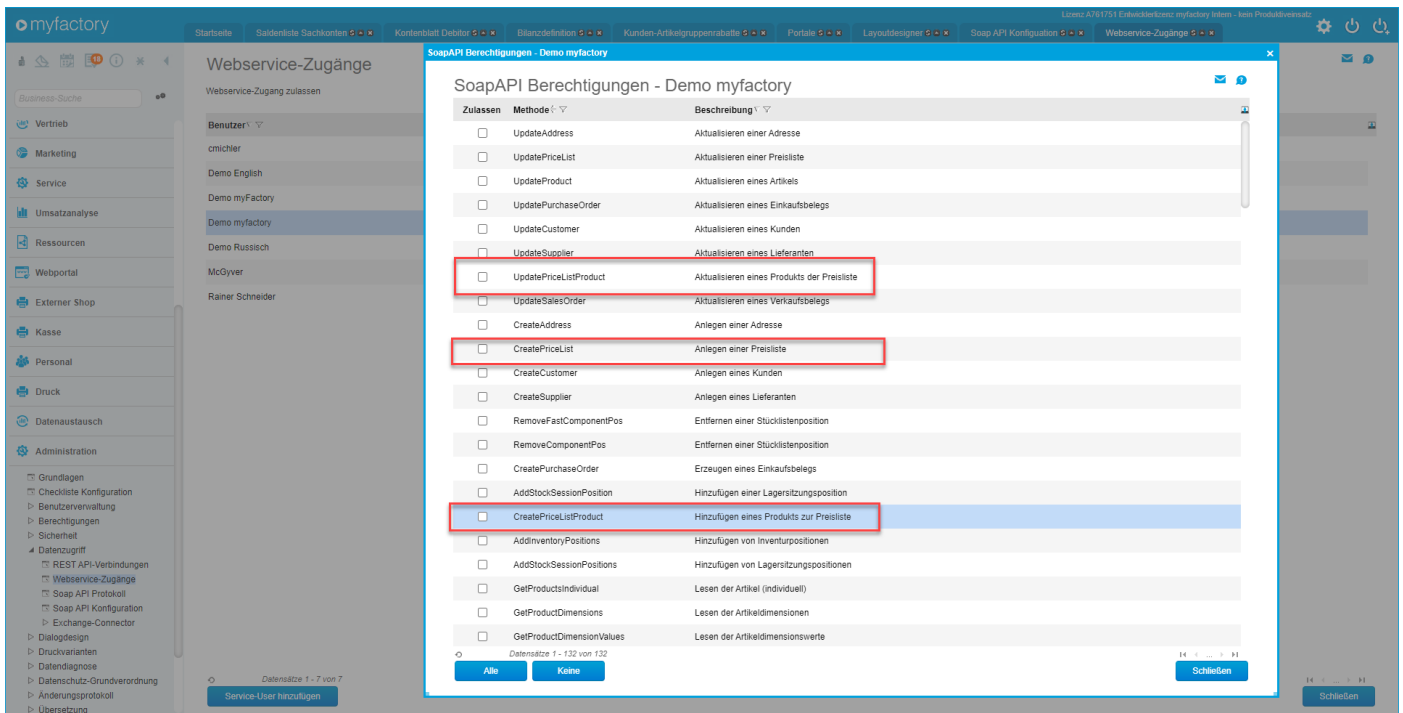 Lizenz A761751 Entwicklerlizenz myfactory Intern - kein Produktiveinsatz
myfactory
Startseite Saldenliste Sachkonten Kontenblatt Debitor Bilanzdefinition Kunden-Artikelgruppenrabatte Portale Layoutdesigner Soap API Konfiguation Webservice-Zugänge
SoapAPI Berechtigungen - Demo myfactory
Webservice-Zugänge
Webservice-Zugang zulassen
Business-Suche
Vertrieb
Marketing
Service
Umsatzanalyse
Ressourcen
Webportal
Externer Shop
Kasse
Personal
Druck
Datenaustausch
Administration
Grundlagen
Checkliste Konfiguration
Benutzerverwaltung
Berechtigungen
Sicherheit
Datenzugriff
REST API-Verbindungen
Webservice-Zugänge
Soap API Protokoll
Soap API Konfiguration
Exchange-Connector
Dialogdesign
Druckvarianten
Datendiagnose
Datenschutz-Grundverordnung
Änderungsprotokoll
Übersetzung
Benutzer
cmichler
Demo English
Demo myFactory
Demo myfactory
Demo Russisch
McGyver
Rainer Schneider
Datensätze 1 - 7 von 7
Service-User hinzufügen
SoapAPI Berechtigungen - Demo myfactory
Zulassen Methode Beschreibung
UpdateAddress Aktualisieren einer Adresse
UpdatePriceList Aktualisieren einer Preisliste
UpdateProduct Aktualisieren eines Artikels
UpdatePurchaseOrder Aktualisieren eines Einkaufsbelegs
UpdateCustomer Aktualisieren eines Kunden
UpdateSupplier Aktualisieren eines Lieferanten
UpdatePriceListProduct Aktualisieren eines Produkts der Preisliste
UpdateSalesOrder Aktualisieren eines Verkaufsbelegs
CreateAddress Anlegen einer Adresse
CreatePriceList Anlegen einer Preisliste
CreateCustomer Anlegen eines Kunden
CreateSupplier Anlegen eines Lieferanten
RemoveFastComponentPos Entfernen einer Stücklistenposition
RemoveComponentPos Entfernen einer Stücklistenposition
CreatePurchaseOrder Erzeugen eines Einkaufsbelegs
AddStockSessionPosition Hinzufügen einer Lagersitzungsposition
CreatePriceListProduct Hinzufügen eines Produkts zur Preisliste
AddInventoryPositions Hinzufügen von Inventurpositionen
AddStockSessionPositions Hinzufügen von Lagersitzungspositionen
GetProductsIndividual Lesen der Artikel (individuell)
GetProductDimensions Lesen der Artikeldimensionen
GetProductDimensionValues Lesen der Artikeldimensionswerte
Datensätze 1 - 132 von 132
Alle Keine Schließen
Schließen